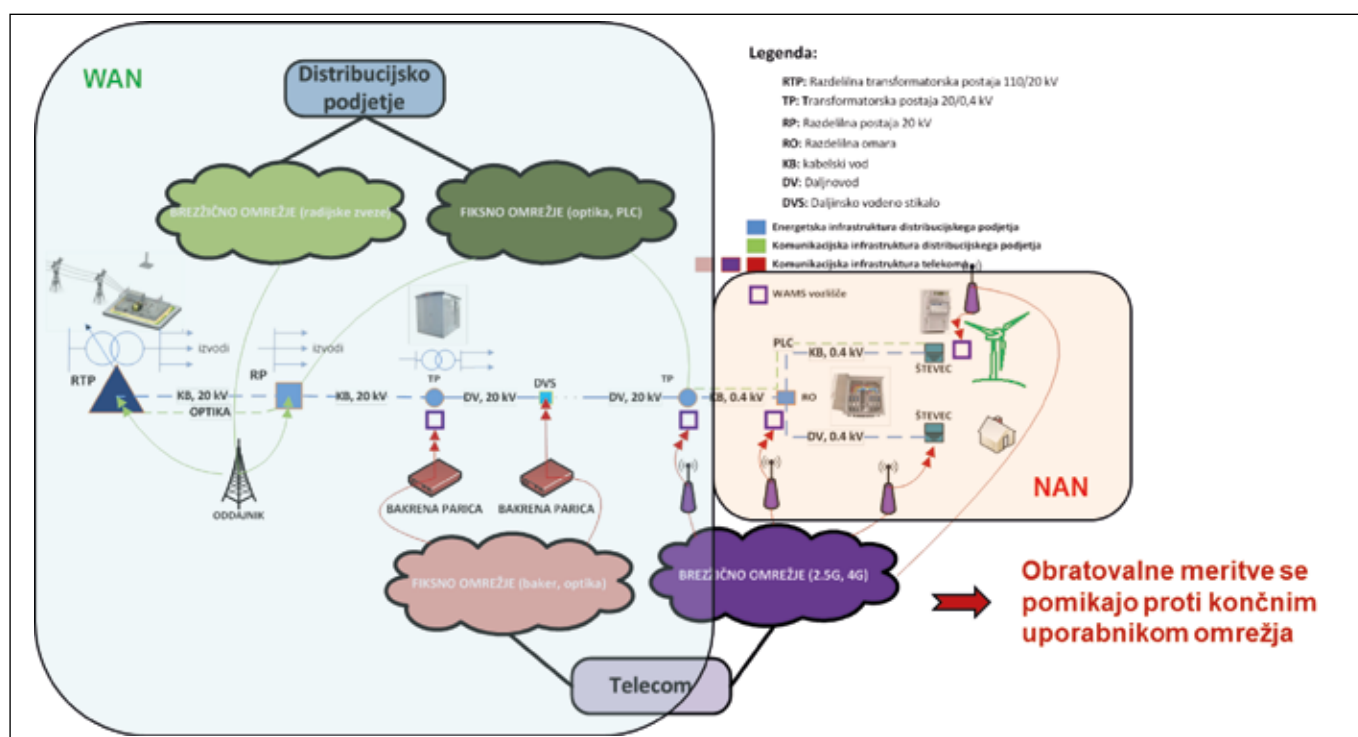 WAN
Distribucijsko
podjetje
BREZŽIČNO OMREŽJE (radijske zveze)
FIKSNO OMREŽJE (optika, PLC)
Legenda:
RTP: Razdelilna transformatorska postaja 110/20 kV
TP: Transformatorska postaja 20/0,4 kV
RP: Razdelilna postaja 20 kV
RO: Razdelilna omara
KB: kabelski vod
DV: Daljnovod
DVS: Daljinsko vodeno stikalo
Energetska infrastruktura distribucijskega podjetja
Komunikacijska infrastruktura distribucijskega podjetja
Komunikacijska infrastruktura telekoma
WAMS vozlišče
izvodi
izvodi
RTP
RP
TP
DVS
TP
KB, 20 kV
OPTIKA
KB, 20 kV
DV, 20 kV
DV, 20 kV
KB, 0.4 kV
RO
PLC
KB, 0.4 kV
ŠTEVEC
DV, 0.4 kV
ŠTEVEC
NAN
ODDAJNIK
BAKRENA PARICA
BAKRENA PARICA
FIKSNO OMREŽJE (baker, optika)
BREZŽIČNO OMREŽJE (2.5G, 4G)
Telecom
Obratovalne meritve se
pomikajo proti končnim
uporabnikom omrežja